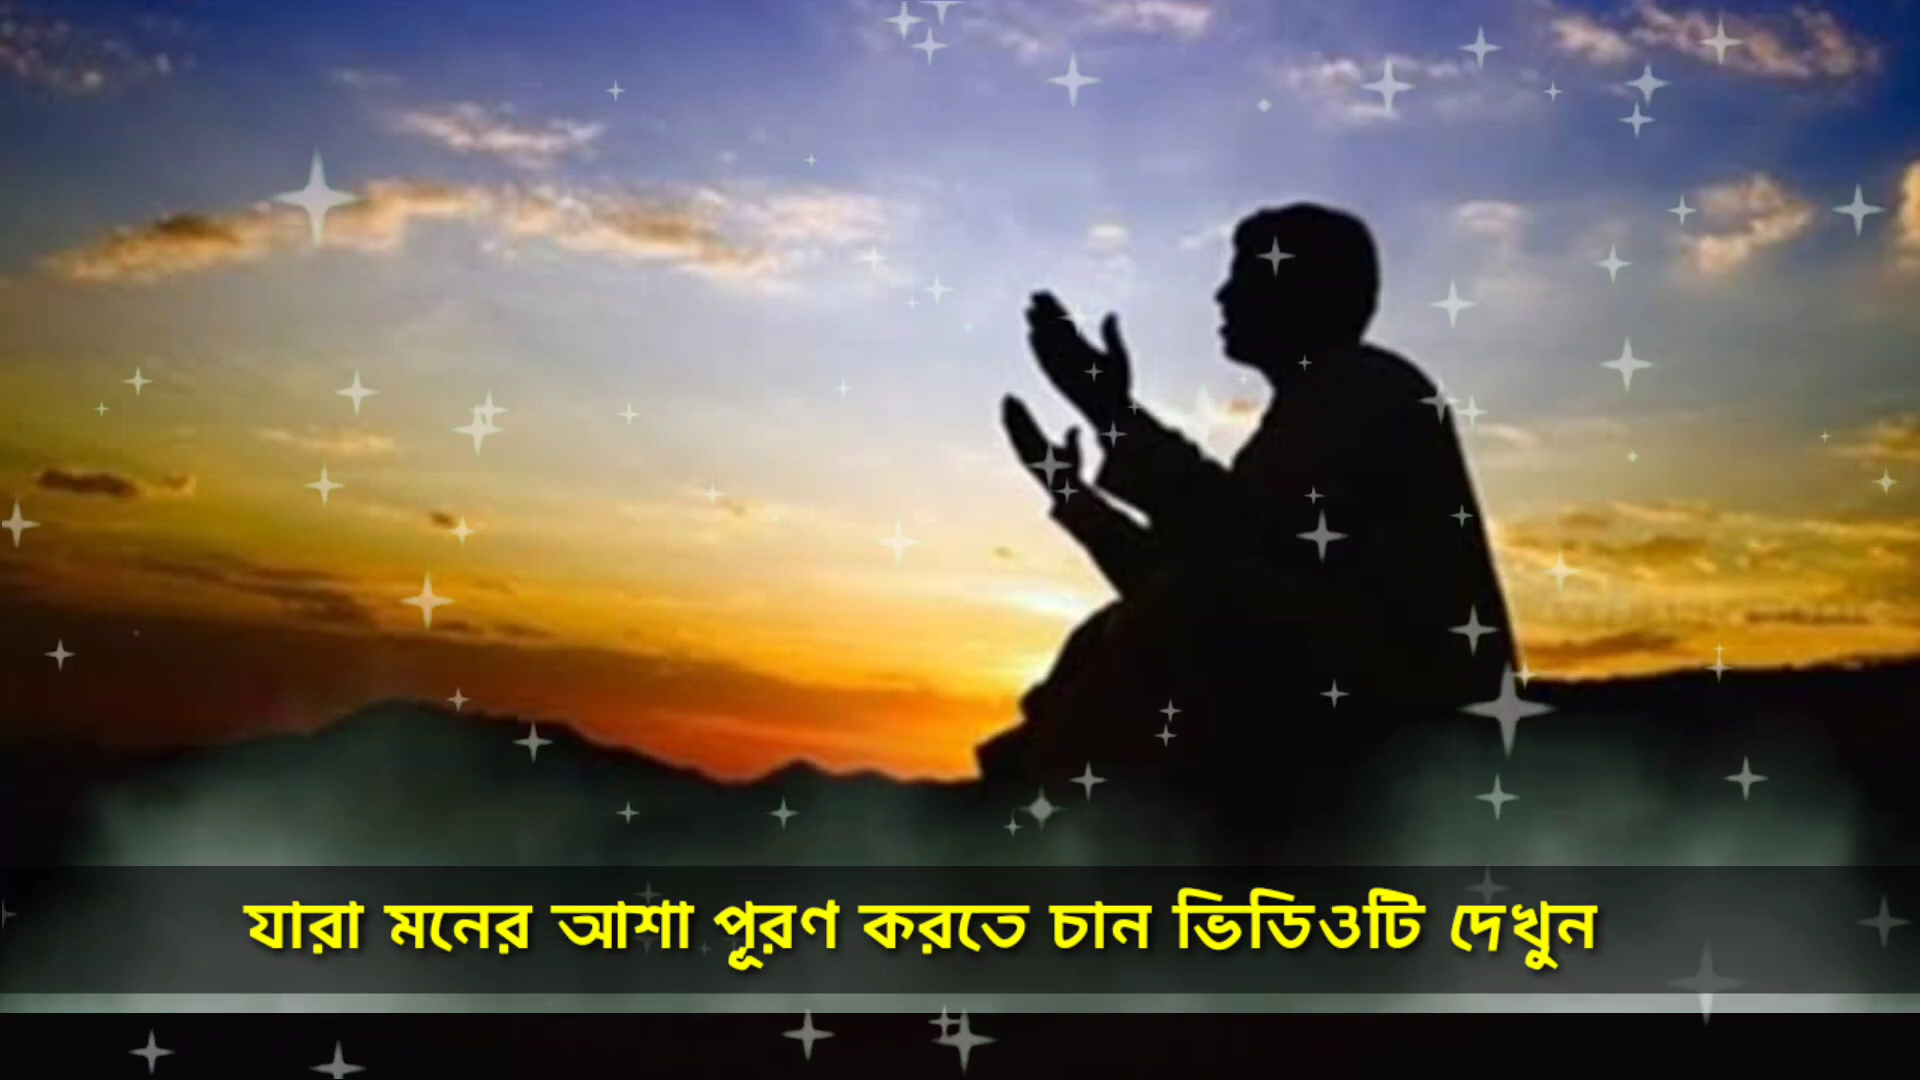 যারা মনের আশা পূরণ করতে চান ভিডিওটি দেখুন